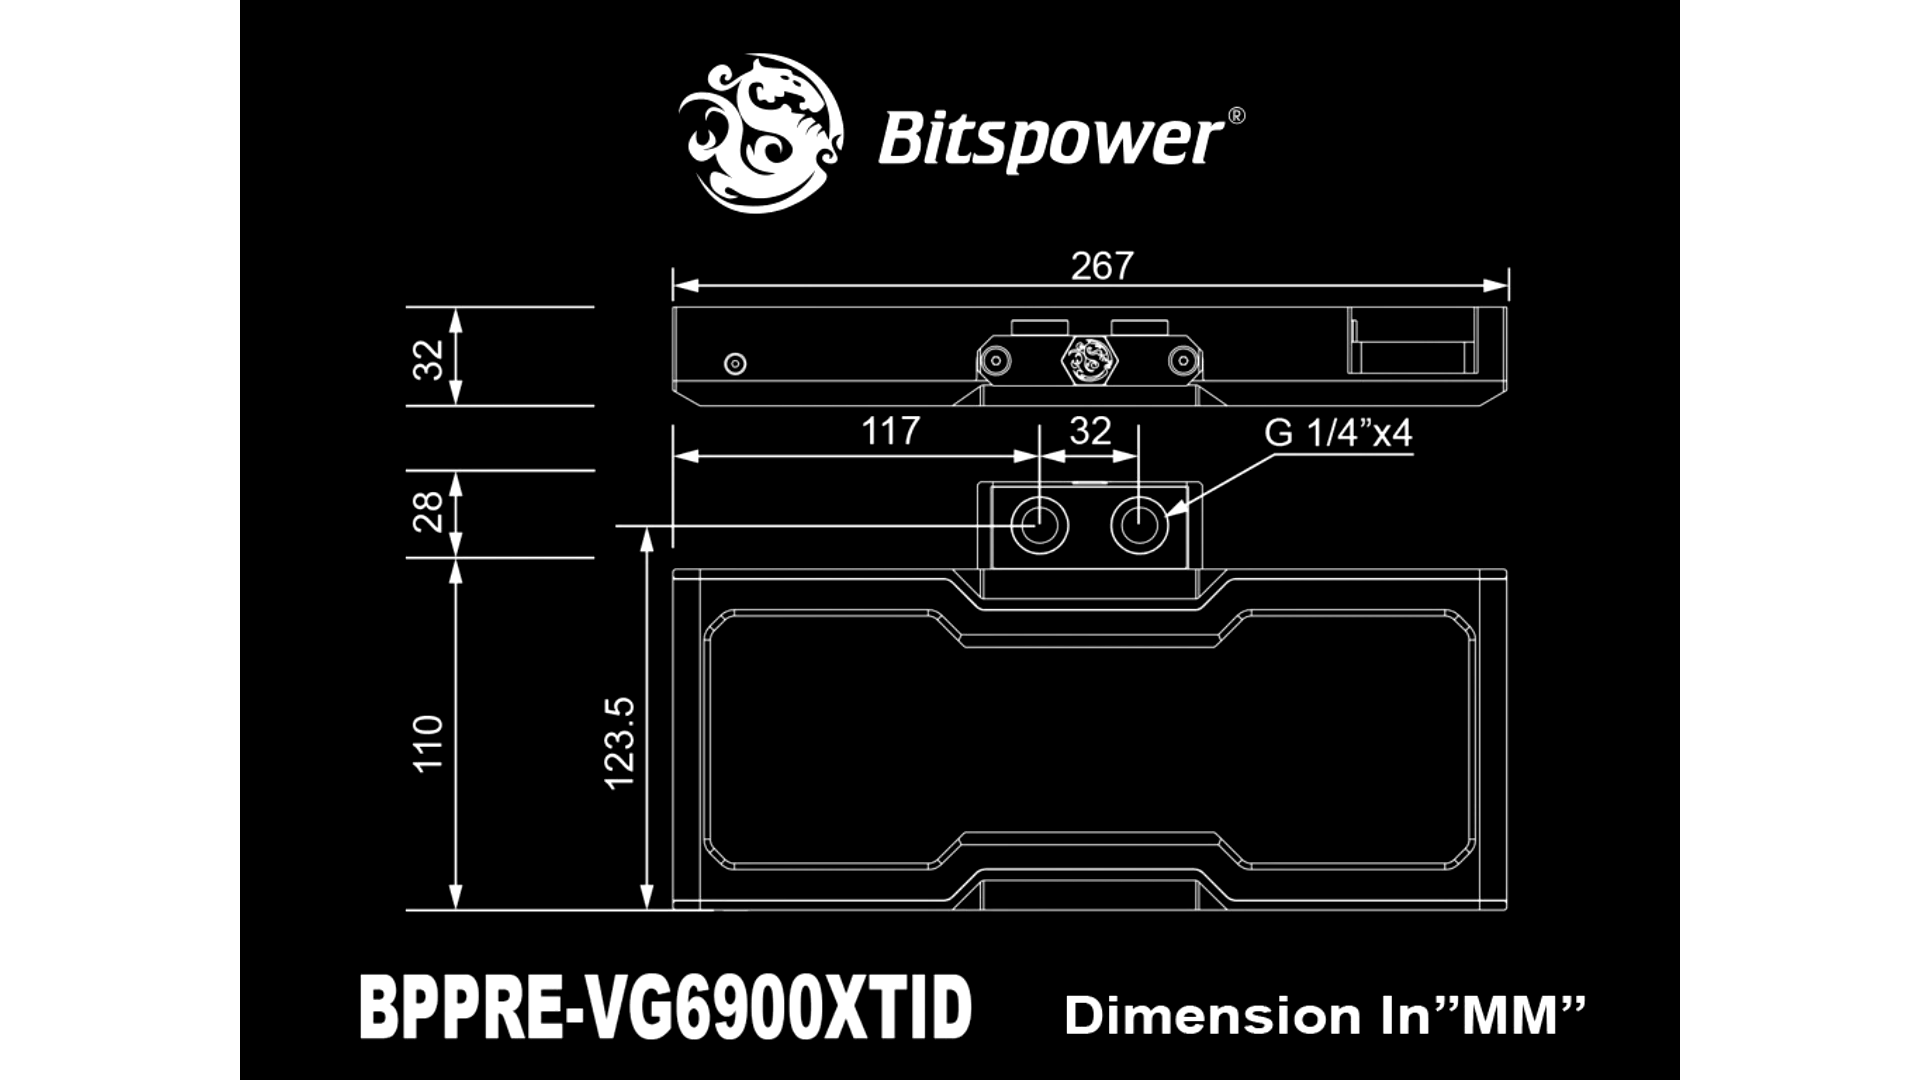 Bitspower®
267
32
117
32
G 1/4”x4
28
110
123.5
BPPRE-VG6900XTID
Dimension In”MM”